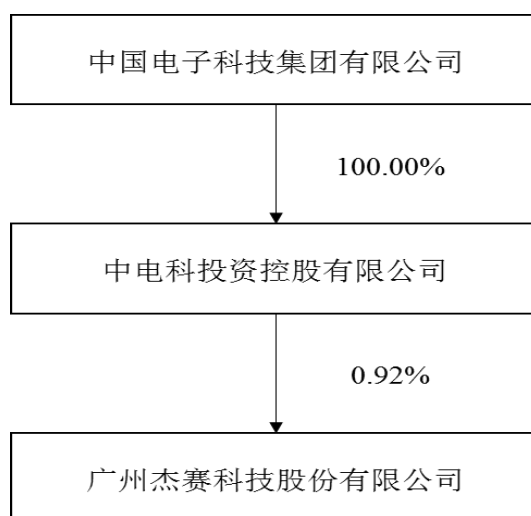 中国电子科技集团有限公司
100.00%
中电科投资控股有限公司
0.92%
广州杰赛科技股份有限公司